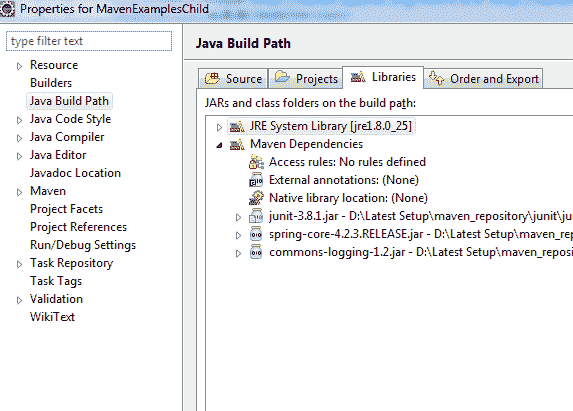 Properties for MavenExamplesChild
type filter text
Resource
Builders
Java Build Path
Java Code Style
Java Compiler
Java Editor
Javadoc Location
Maven
Project Facets
Project References
Run/Debug Settings
Task Repository
Task Tags
Validation
WikiText
Java Build Path
Source
Projects
Libraries
Order and Export
JARs and class folders on the build path:
JRE System Library [jre1.8.0_25]
Maven Dependencies
Access rules: No rules defined
External annotations: (None)
Native library location: (None)
junit-3.8.1.jar - D:\Latest Setup\maven_repository\junit\ju
spring-core-4.2.3.RELEASE.jar - D:\Latest Setup\maven_rep
commons-logging-1.2.jar - D:\Latest Setup\maven_reposi